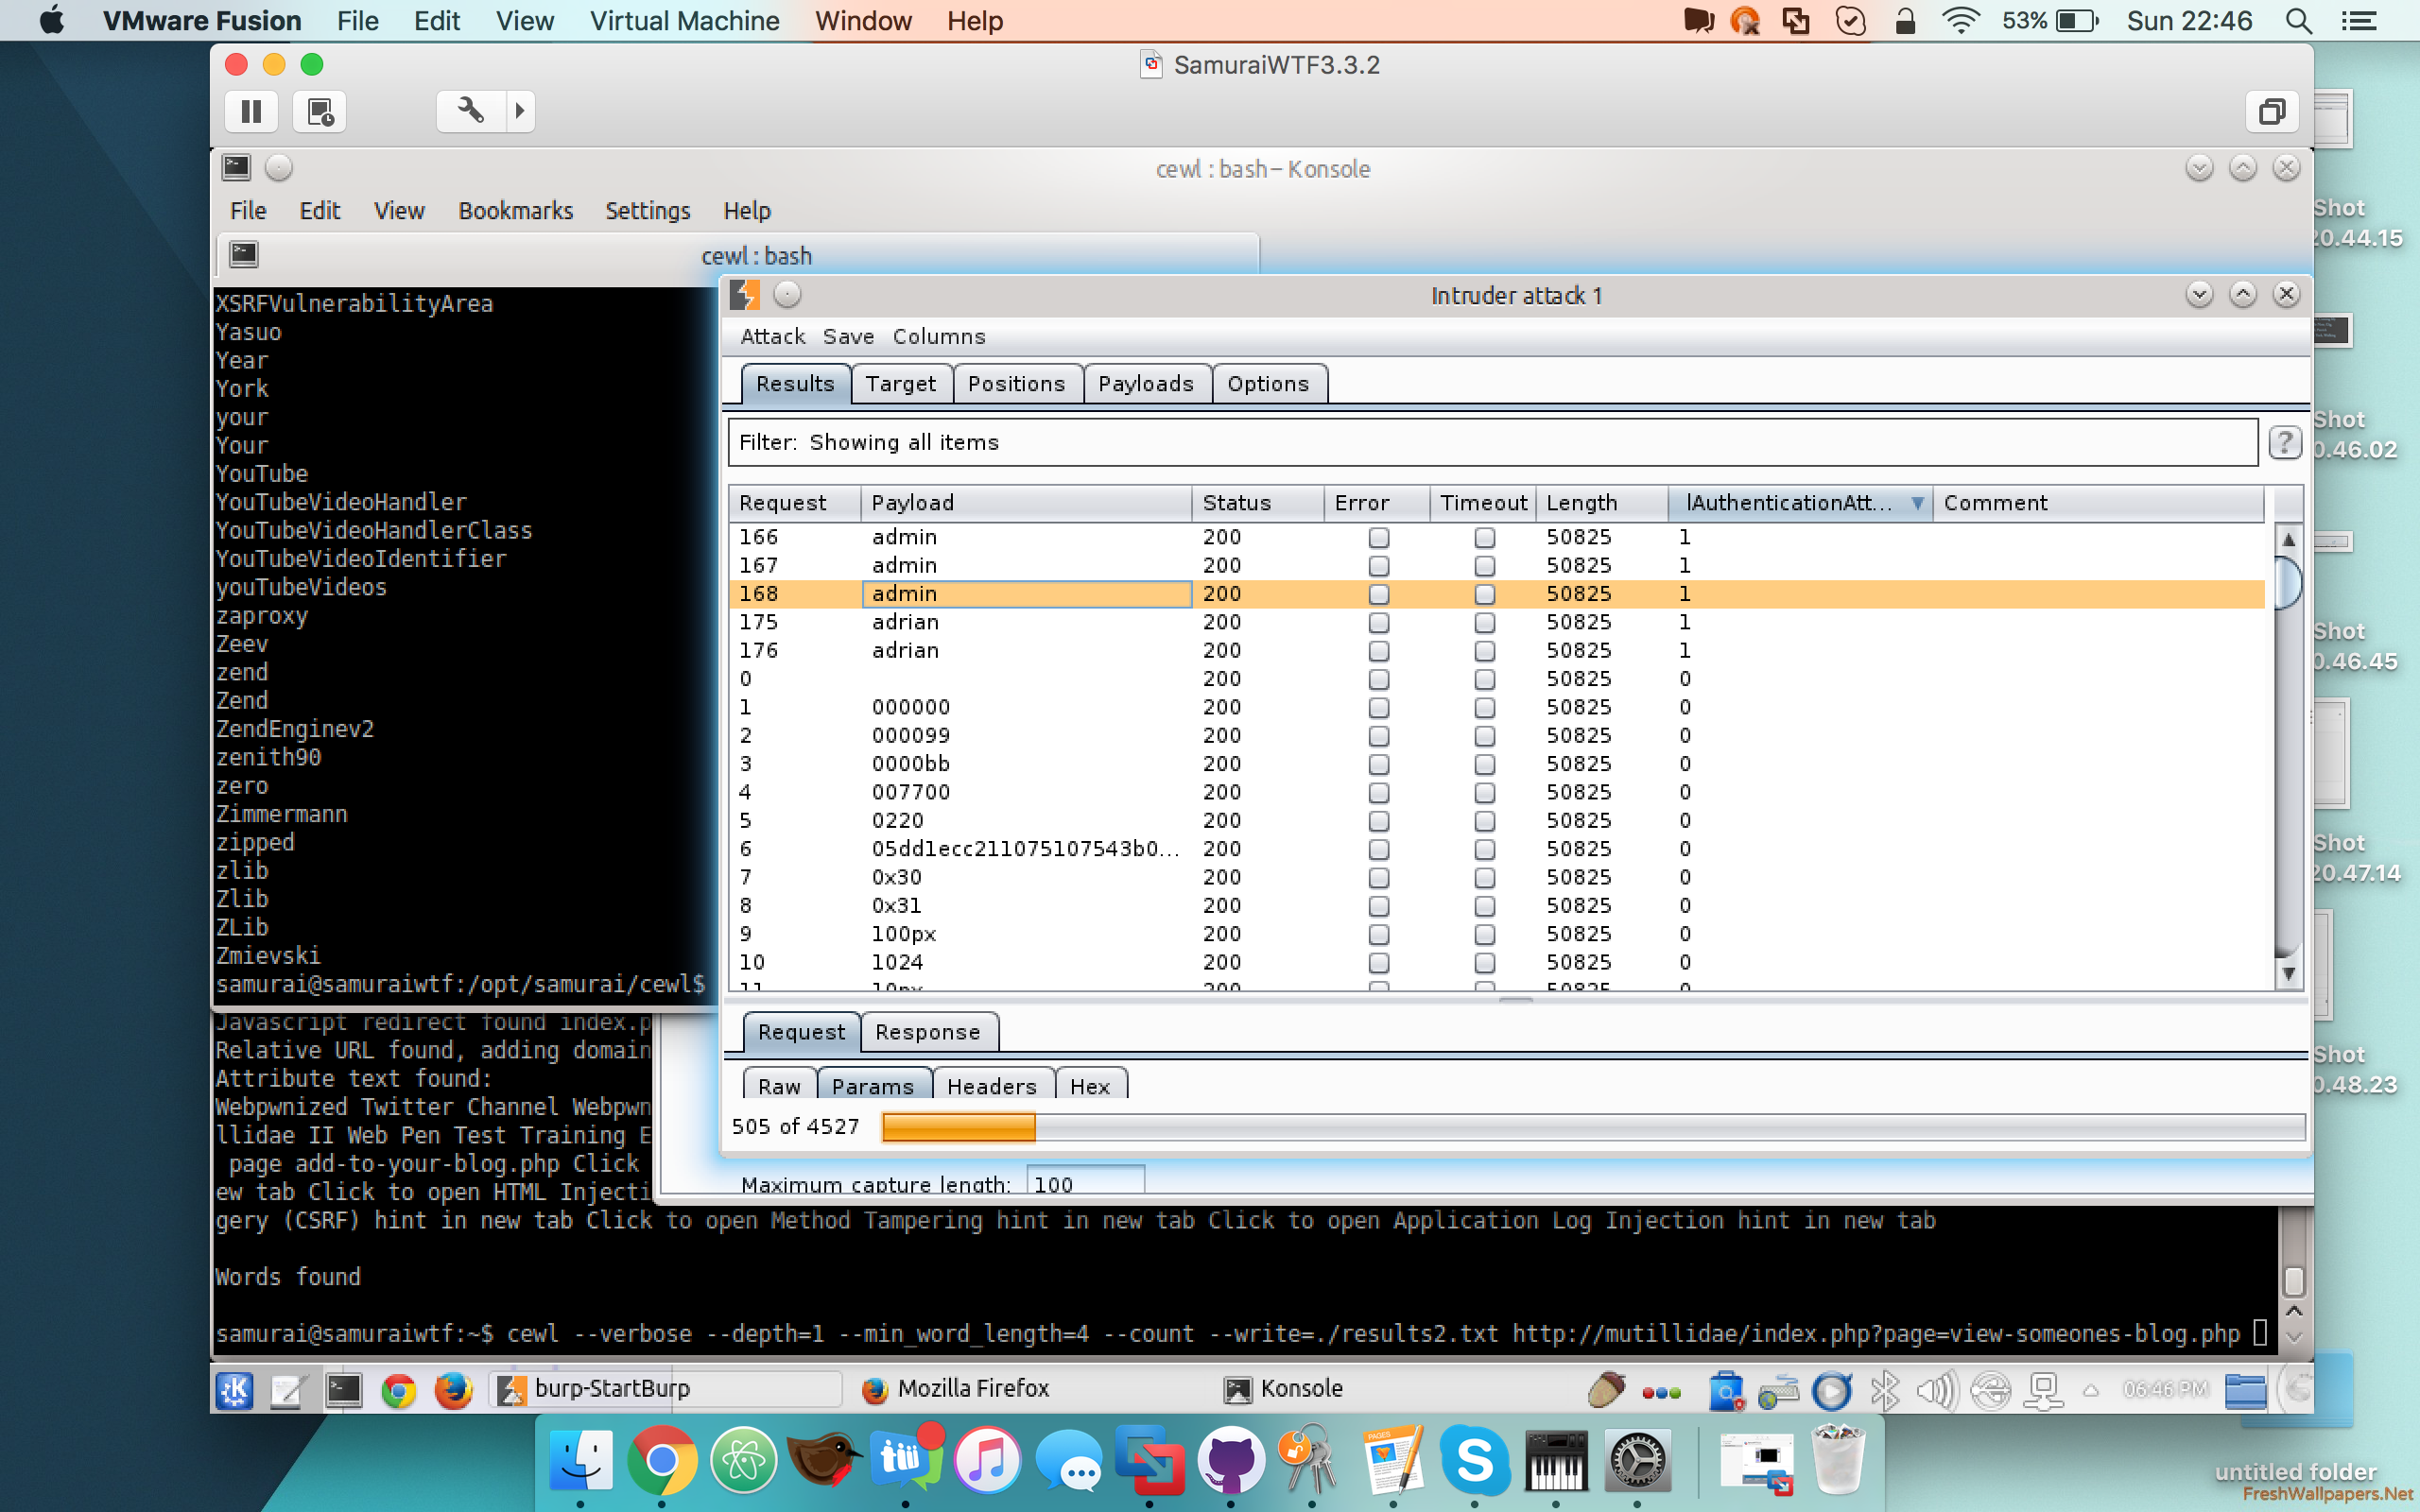 VMware Fusion File Edit View Virtual Machine Window Help 53% Sun 22:46
SamuraiWTF3.3.2
cewl : bash – Konsole
File Edit View Bookmarks Settings Help
cewl : bash
XSRFVulnerabilityArea
Yasuo
Year
York
your
Your
YouTube
YouTubeVideoHandler
YouTubeVideoHandlerClass
YouTubeVideoIdentifier
youTubeVideos
zaproxy
Zeev
zend
Zend
ZendEnginev2
zenith90
zero
Zimmermann
zipped
zlib
Zlib
ZLib
Zmievski
samurai@samuraiwtf:/opt/samurai/cewl$
Intruder attack 1
Attack Save Columns
Results Target Positions Payloads Options
Filter: Showing all items
?
Request Payload Status Error Timeout Length lAuthenticationAtt... Comment
166 admin 200 50825 1
167 admin 200 50825 1
168 admin 200 50825 1
175 adrian 200 50825 1
176 adrian 200 50825 1
0 200 50825 0
1 000000 200 50825 0
2 000099 200 50825 0
3 0000bb 200 50825 0
4 007700 200 50825 0
5 0220 200 50825 0
6 05dd1ecc211075107543b0... 200 50825 0
7 0x30 200 50825 0
8 0x31 200 50825 0
9 100px 200 50825 0
10 1024 200 50825 0
11 10px 200 50825 0
Request Response
Raw Params Headers Hex
505 of 4527
Maximum capture length: 100
Javascript redirect found index.p
Relative URL found, adding domain
Attribute text found:
Webpwnized Twitter Channel Webpwn
llidae II Web Pen Test Training E
page add-to-your-blog.php Click
ew tab Click to open HTML Injecti
gery (CSRF) hint in new tab Click to open Method Tampering hint in new tab Click to open Application Log Injection hint in new tab
Words found
samurai@samuraiwtf:~$ cewl --verbose --depth=1 --min_word_length=4 --count --write=./results2.txt http://mutillidae/index.php?page=view-someones-blog.php
burp-StartBurp Mozilla Firefox Konsole 06:46 PM
Shot
20.44.15
Shot
0.46.02
Shot
0.46.45
Shot
20.47.14
Shot
0.48.23
untitled folder
FreshWallpapers.Net
PAGES